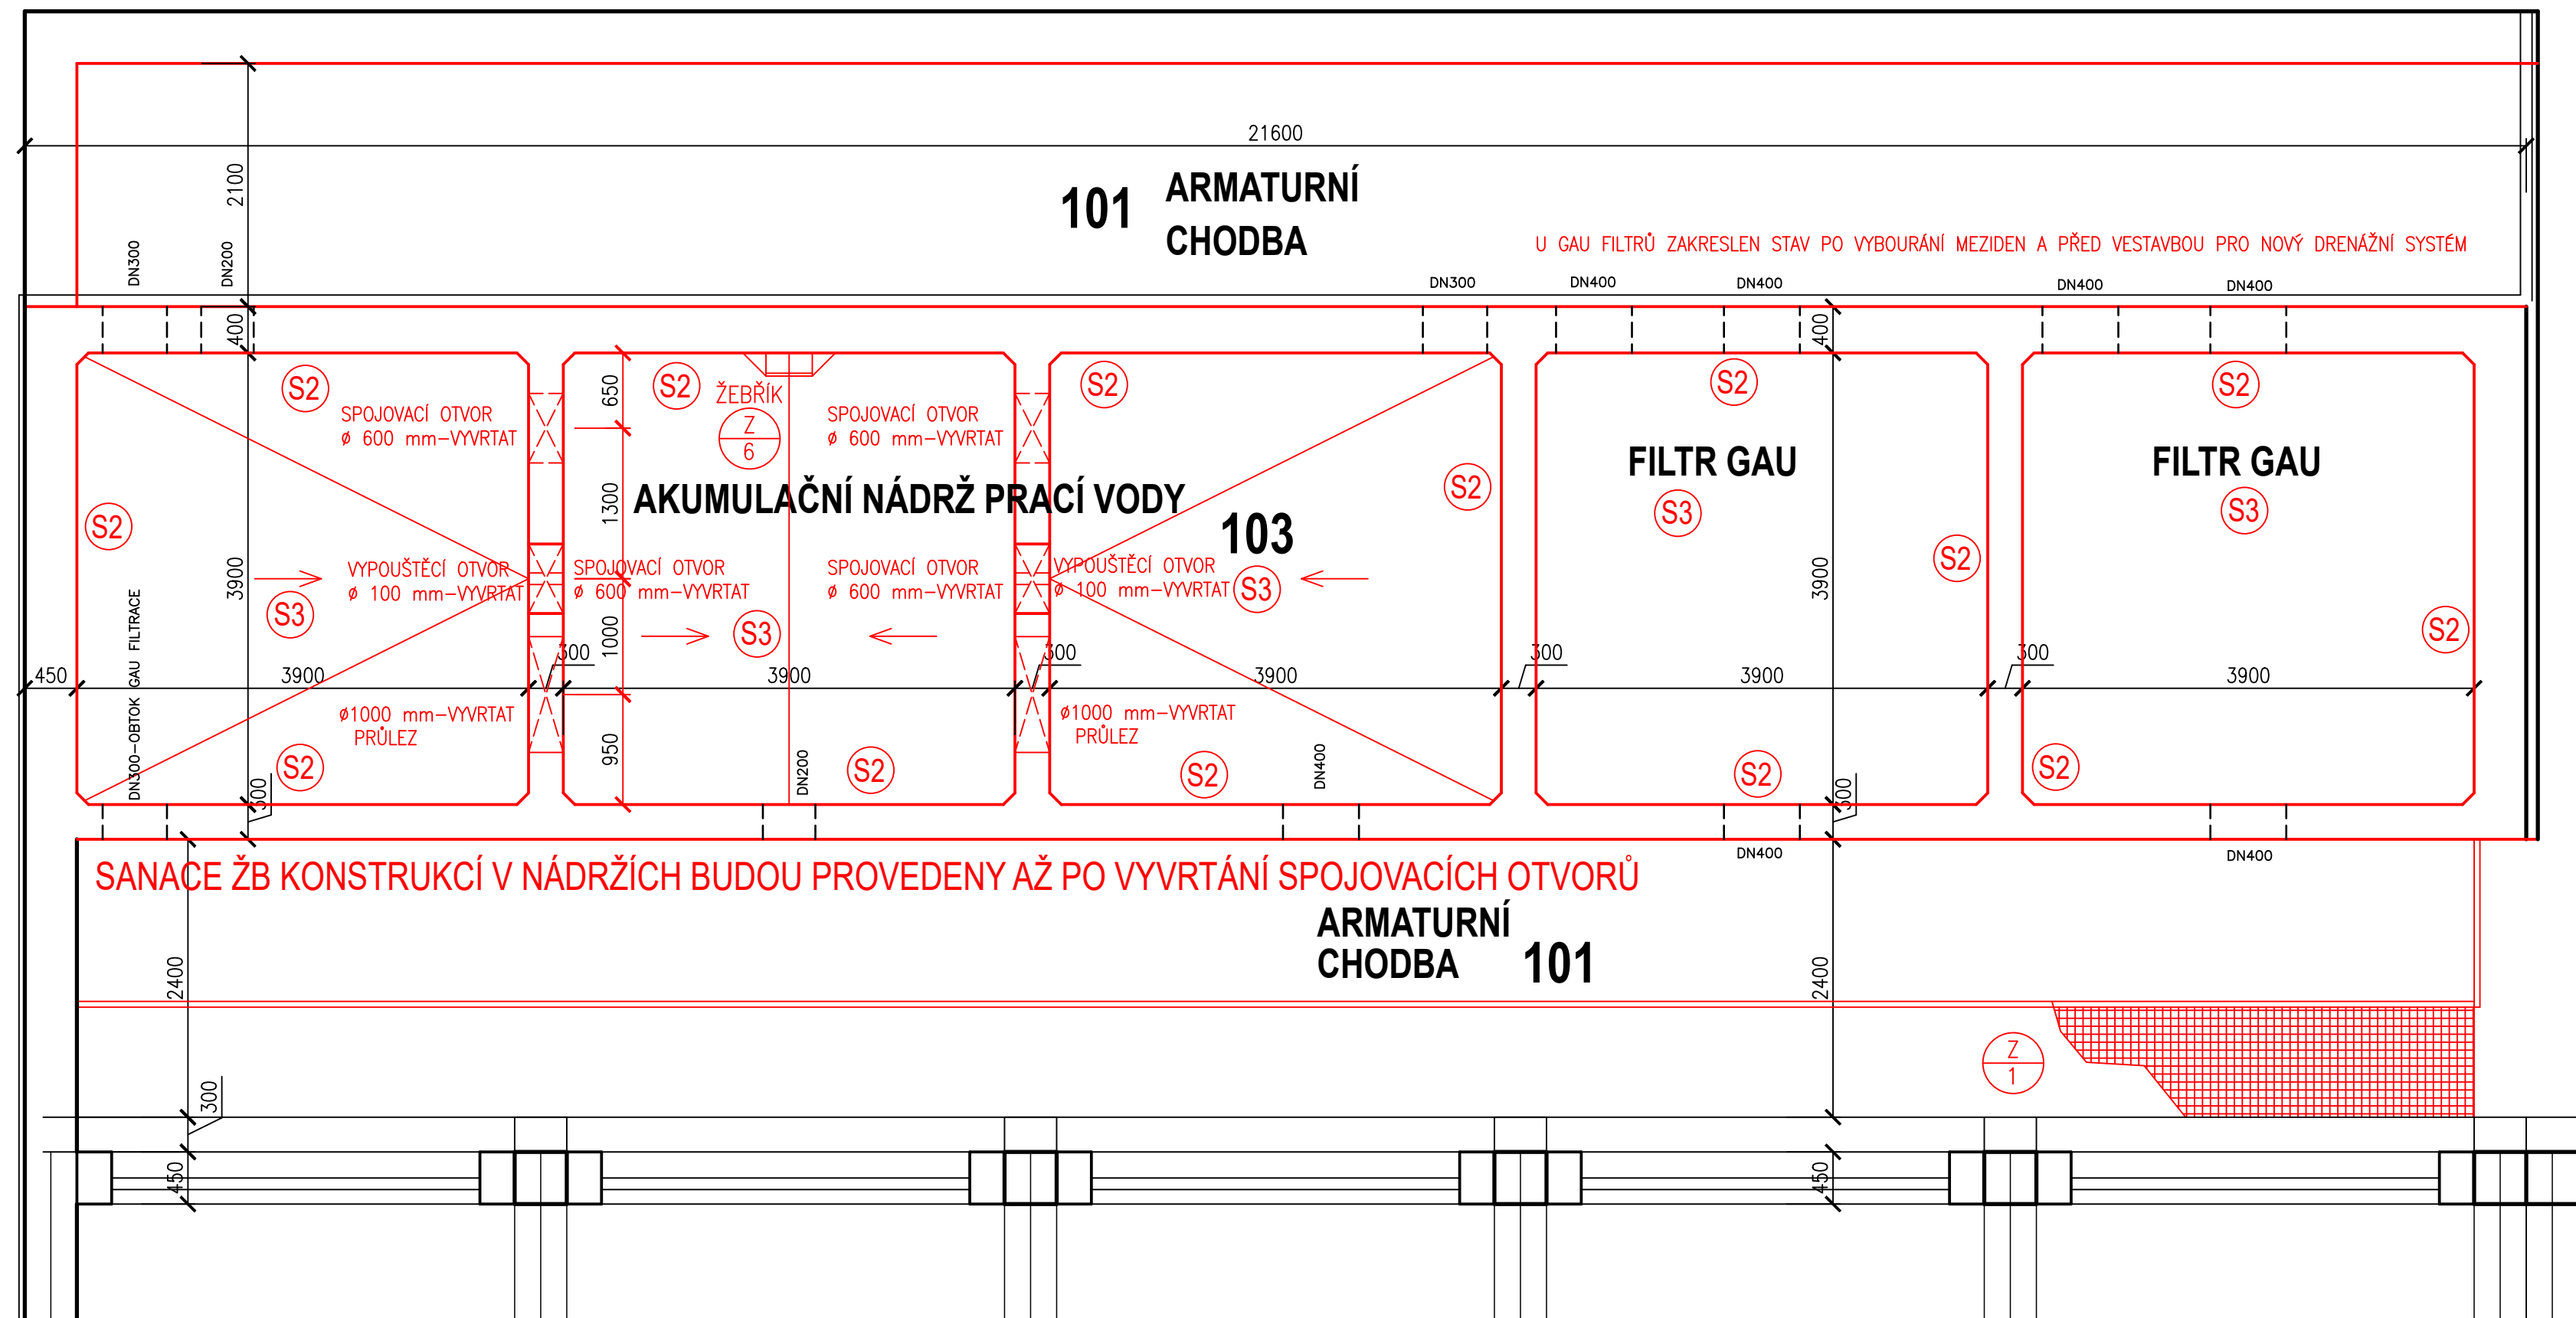 21600
2100
101 ARMATURNÍ
CHODBA
U GAU FILTRŮ ZAKRESLEN STAV PO VYBOURÁNÍ MEZIDEN A PŘED VESTAVBOU PRO NOVÝ DRENÁŽNÍ SYSTÉM
DN300
DN200
DN300
DN400
DN400
DN400
DN400
400
400
S2
SPOJOVACÍ OTVOR
ø 600 mm-VYVRTAT
650
S2
ŽEBŘÍK
Z
6
SPOJOVACÍ OTVOR
ø 600 mm-VYVRTAT
S2
S2
S2
FILTR GAU
FILTR GAU
S2
1300
AKUMULAČNÍ NÁDRŽ PRACÍ VODY
103
S2
S3
S3
S2
3900
VYPOUŠTĚCÍ OTVOR
ø 100 mm-VYVRTAT
SPOJOVACÍ OTVOR
ø 600 mm-VYVRTAT
SPOJOVACÍ OTVOR
ø 600 mm-VYVRTAT
VYPOUŠTĚCÍ OTVOR
ø 100 mm-VYVRTAT
S3
3900
S2
S3
S3
1000
S2
DN300-OBTOK GAU FILTRACE
450
3900
300
3900
300
3900
300
3900
300
3900
ø1000 mm-VYVRTAT
PRŮLEZ
950
ø1000 mm-VYVRTAT
PRŮLEZ
S2
DN200
S2
S2
DN400
S2
S2
300
300
DN400
DN400
SANACE ŽB KONSTRUKCÍ V NÁDRŽÍCH BUDOU PROVEDENY AŽ PO VYVRTÁNÍ SPOJOVACÍCH OTVORŮ
ARMATURNÍ
CHODBA 101
2400
2400
Z
1
300
450
450